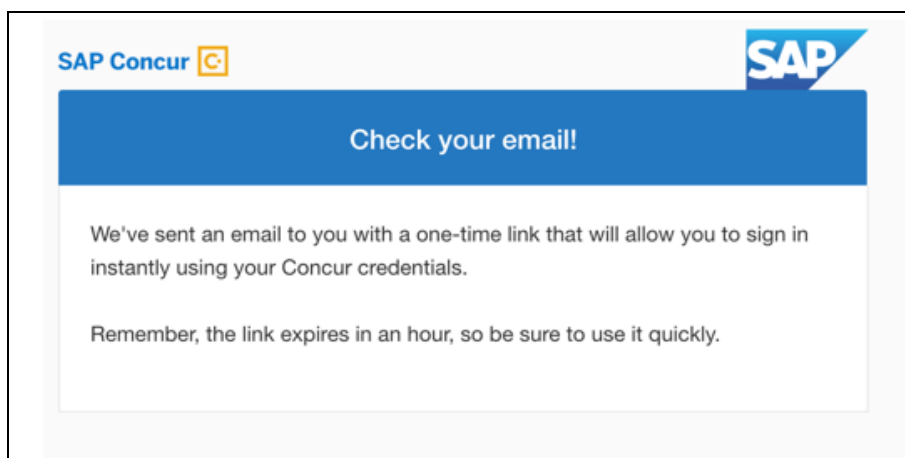 SAP Concur C
SAP
Check your email!
We've sent an email to you with a one-time link that will allow you to sign in
instantly using your Concur credentials.
Remember, the link expires in an hour, so be sure to use it quickly.